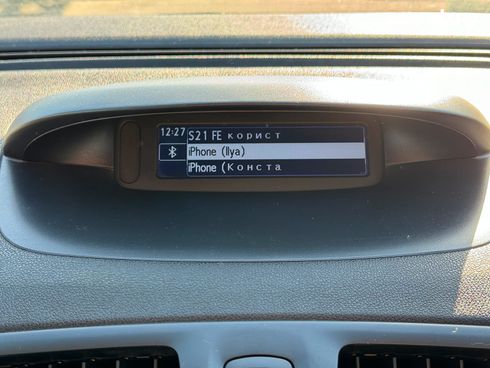 12:27
S21 FE корист
iPhone (Ilya)
iPhone (Конста